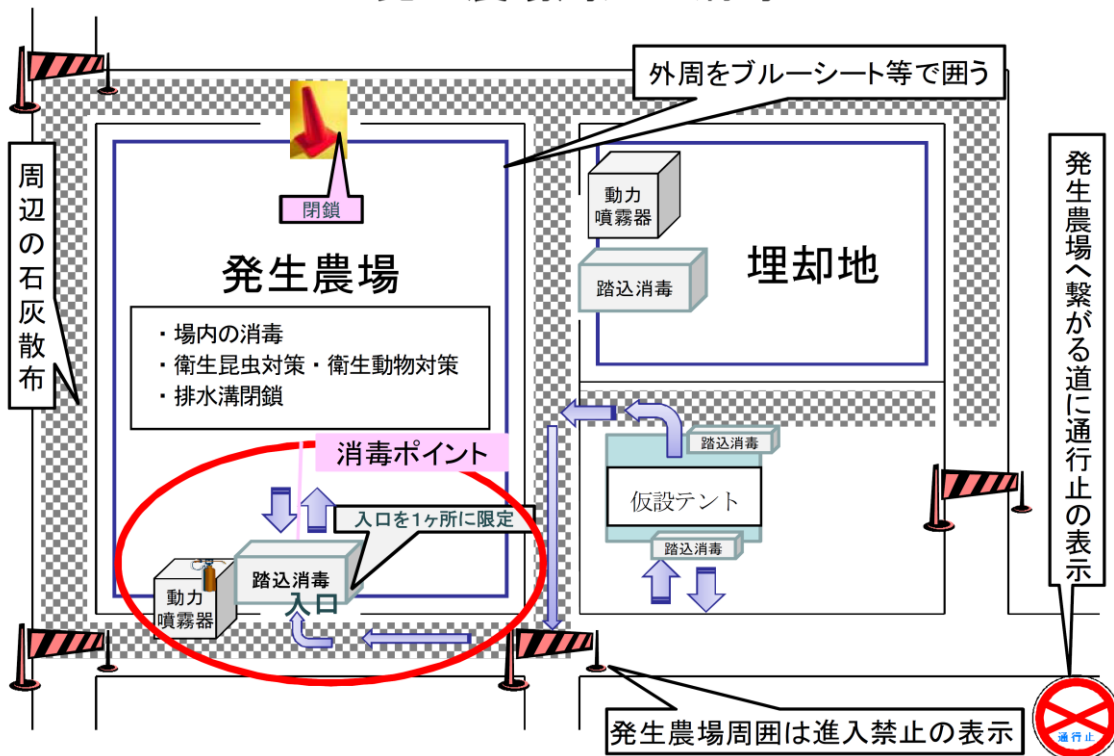 外周をブルーシート等で囲う
周辺の石灰散布
閉鎖
発生農場
・場内の消毒
・衛生昆虫対策・衛生動物対策
・排水溝閉鎖
動力
噴霧器
踏込消毒
埋却地
発生農場へ繋がる道に通行止の表示
消毒ポイント
入口を1ヶ所に限定
踏込消毒
入口
動力
噴霧器
踏込消毒
仮設テント
踏込消毒
発生農場周囲は進入禁止の表示
通行止